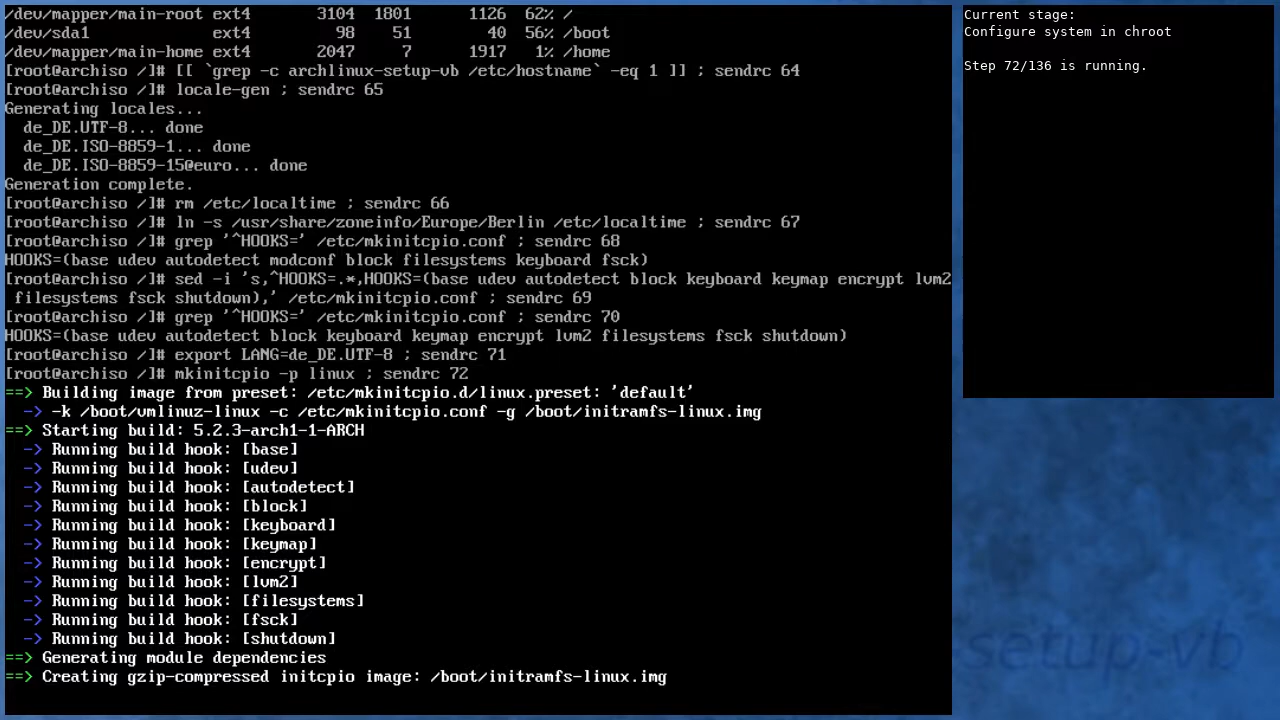 /dev/mapper/main-root ext4       3104  1801      1126  62% /
/dev/sda1             ext4         98    51        40  56% /boot
/dev/mapper/main-home ext4       2047     7      1917   1% /home
[root@archiso /]# [[ `grep -c archlinux-setup-vb /etc/hostname` -eq 1 ]] ; sendrc 64
[root@archiso /]# locale-gen ; sendrc 65
Generating locales...
  de_DE.UTF-8... done
  de_DE.ISO-8859-1... done
  de_DE.ISO-8859-15@euro... done
Generation complete.
[root@archiso /]# rm /etc/localtime ; sendrc 66
[root@archiso /]# ln -s /usr/share/zoneinfo/Europe/Berlin /etc/localtime ; sendrc 67
[root@archiso /]# grep '^HOOKS=' /etc/mkinitcpio.conf ; sendrc 68
HOOKS=(base udev autodetect modconf block filesystems keyboard fsck)
[root@archiso /]# sed -i 's,^HOOKS=.*,HOOKS=(base udev autodetect block keyboard keymap encrypt lvm2
 filesystems fsck shutdown),' /etc/mkinitcpio.conf ; sendrc 69
[root@archiso /]# grep '^HOOKS=' /etc/mkinitcpio.conf ; sendrc 70
HOOKS=(base udev autodetect block keyboard keymap encrypt lvm2 filesystems fsck shutdown)
[root@archiso /]# export LANG=de_DE.UTF-8 ; sendrc 71
[root@archiso /]# mkinitcpio -p linux ; sendrc 72
==> Building image from preset: /etc/mkinitcpio.d/linux.preset: 'default'
  -> -k /boot/vmlinuz-linux -c /etc/mkinitcpio.conf -g /boot/initramfs-linux.img
==> Starting build: 5.2.3-arch1-1-ARCH
  -> Running build hook: [base]
  -> Running build hook: [udev]
  -> Running build hook: [autodetect]
  -> Running build hook: [block]
  -> Running build hook: [keyboard]
  -> Running build hook: [keymap]
  -> Running build hook: [encrypt]
  -> Running build hook: [lvm2]
  -> Running build hook: [filesystems]
  -> Running build hook: [fsck]
  -> Running build hook: [shutdown]
==> Generating module dependencies
==> Creating gzip-compressed initcpio image: /boot/initramfs-linux.img
Current stage:
Configure system in chroot
Step 72/136 is running.
setup-vb